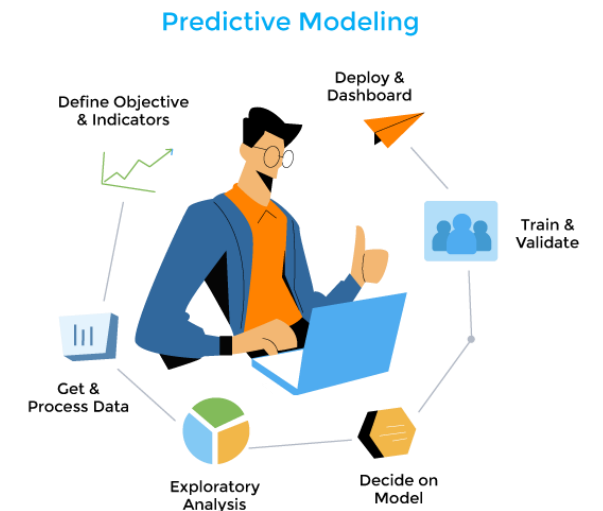 Predictive Modeling
Define Objective
& Indicators
Deploy &
Dashboard
Train &
Validate
Get &
Process Data
Exploratory
Analysis
Decide on
Model